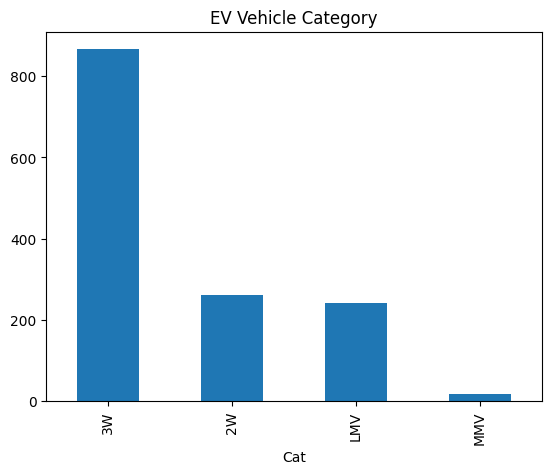 EV Vehicle Category
800
600
400
200
0
3W
2W
LMV
MMV
Cat